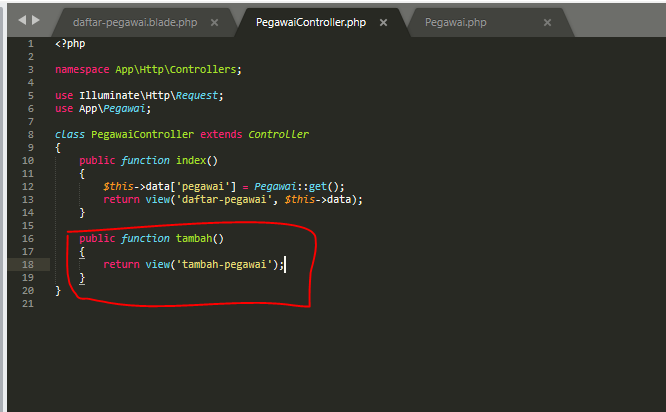 daftar-pegawai.blade.php × PegawaiController.php × Pegawai.php ×
1 <?php
2
3 namespace App\Http\Controllers;
4
5 use Illuminate\Http\Request;
6 use App\Pegawai;
7
8 class PegawaiController extends Controller
9 {
10 public function index()
11 {
12 $this->data['pegawai'] = Pegawai::get();
13 return view('daftar-pegawai', $this->data);
14 }
15
16 public function tambah()
17 {
18 return view('tambah-pegawai');
19 }
20 }
21